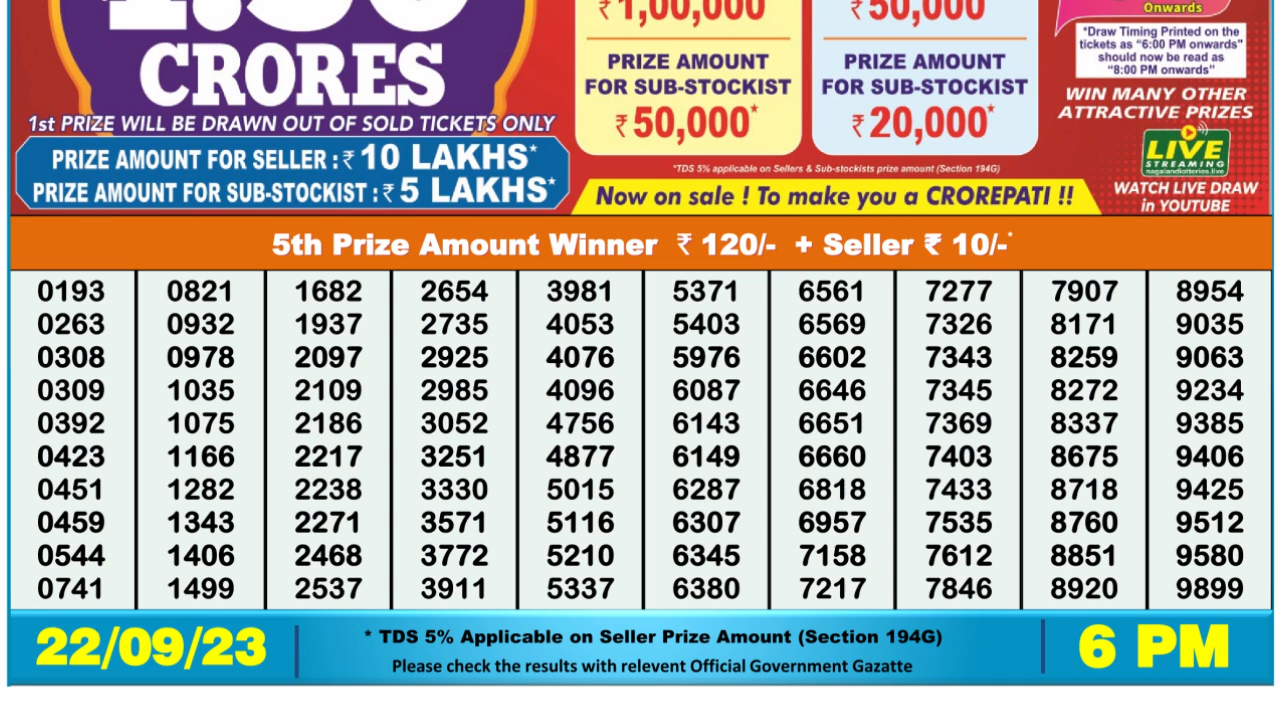 CRORES
1st PRIZE WILL BE DRAWN OUT OF SOLD TICKETS ONLY
PRIZE AMOUNT FOR SELLER : ₹ 10 LAKHS*
PRIZE AMOUNT FOR SUB-STOCKIST : ₹ 5 LAKHS*
₹ 1,00,000
PRIZE AMOUNT
FOR SUB-STOCKIST
₹ 50,000*
₹ 50,000
PRIZE AMOUNT
FOR SUB-STOCKIST
₹ 20,000*
*TDS 5% applicable on Sellers & Sub-stockists prize amount (Section 194G)
Now on sale ! To make you a CROREPATI !!
Onwards
*Draw Timing Printed on the
tickets as "6:00 PM onwards"
should now be read as
"8:00 PM onwards"
WIN MANY OTHER
ATTRACTIVE PRIZES
LIVE
STREAMING
nagalandlotteries.live
WATCH LIVE DRAW
in YOUTUBE
5th Prize Amount Winner ₹ 120/- + Seller ₹ 10/-*
0193 0821 1682 2654 3981 5371 6561 7277 7907 8954
0263 0932 1937 2735 4053 5403 6569 7326 8171 9035
0308 0978 2097 2925 4076 5976 6602 7343 8259 9063
0309 1035 2109 2985 4096 6087 6646 7345 8272 9234
0392 1075 2186 3052 4756 6143 6651 7369 8337 9385
0423 1166 2217 3251 4877 6149 6660 7403 8675 9406
0451 1282 2238 3330 5015 6287 6818 7433 8718 9425
0459 1343 2271 3571 5116 6307 6957 7535 8760 9512
0544 1406 2468 3772 5210 6345 7158 7612 8851 9580
0741 1499 2537 3911 5337 6380 7217 7846 8920 9899
22/09/23
* TDS 5% Applicable on Seller Prize Amount (Section 194G)
Please check the results with relevent Official Government Gazatte
6 PM